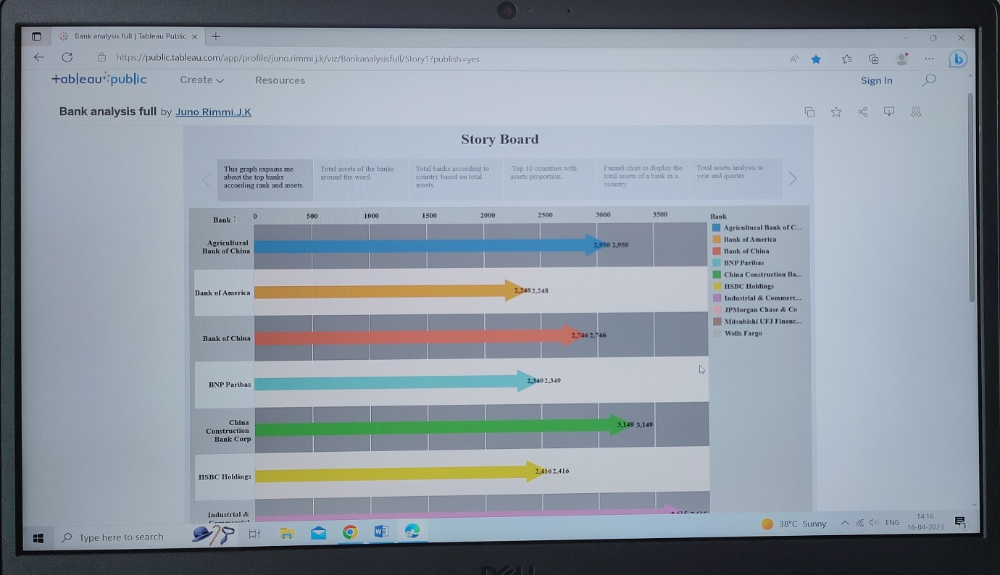 Bank analysis full | Tableau Public
https://public.tableau.com/app/profile/juno.rimmi.j.k/viz/Bankanalysisfull/Story1?publish=yes
+ableau public
Create
Resources
Sign In
Bank analysis full by Juno Rimmi.J.K
Story Board
This graph expains me
about the top banks
according rank and assets.
Total assets of the banks
around the word.
Total banks according to
country based on total
assets.
Top 10 countries with
assets proportion.
Funnel chart to display the
total assets of a bank in a
country.
Total assets analysis to
year and quarter.
Bank
0 500 1000 1500 2000 2500 3000 3500
Agricultural
Bank of China
2,950 2,950
Bank of America
2,248 2,248
Bank of China
2,746 2,746
BNP Paribas
2,349 2,349
China
Construction
Bank Corp
3,149 3,149
HSBC Holdings
2,416 2,416
Industrial &
Bank
Agricultural Bank of C...
Bank of America
Bank of China
BNP Paribas
China Construction Ba...
HSBC Holdings
Industrial & Commerc...
JPMorgan Chase & Co
Mitsubishi UFJ Financ...
Wells Fargo
Type here to search
38°C Sunny
ENG
14:16
16-04-2023
3
DELL